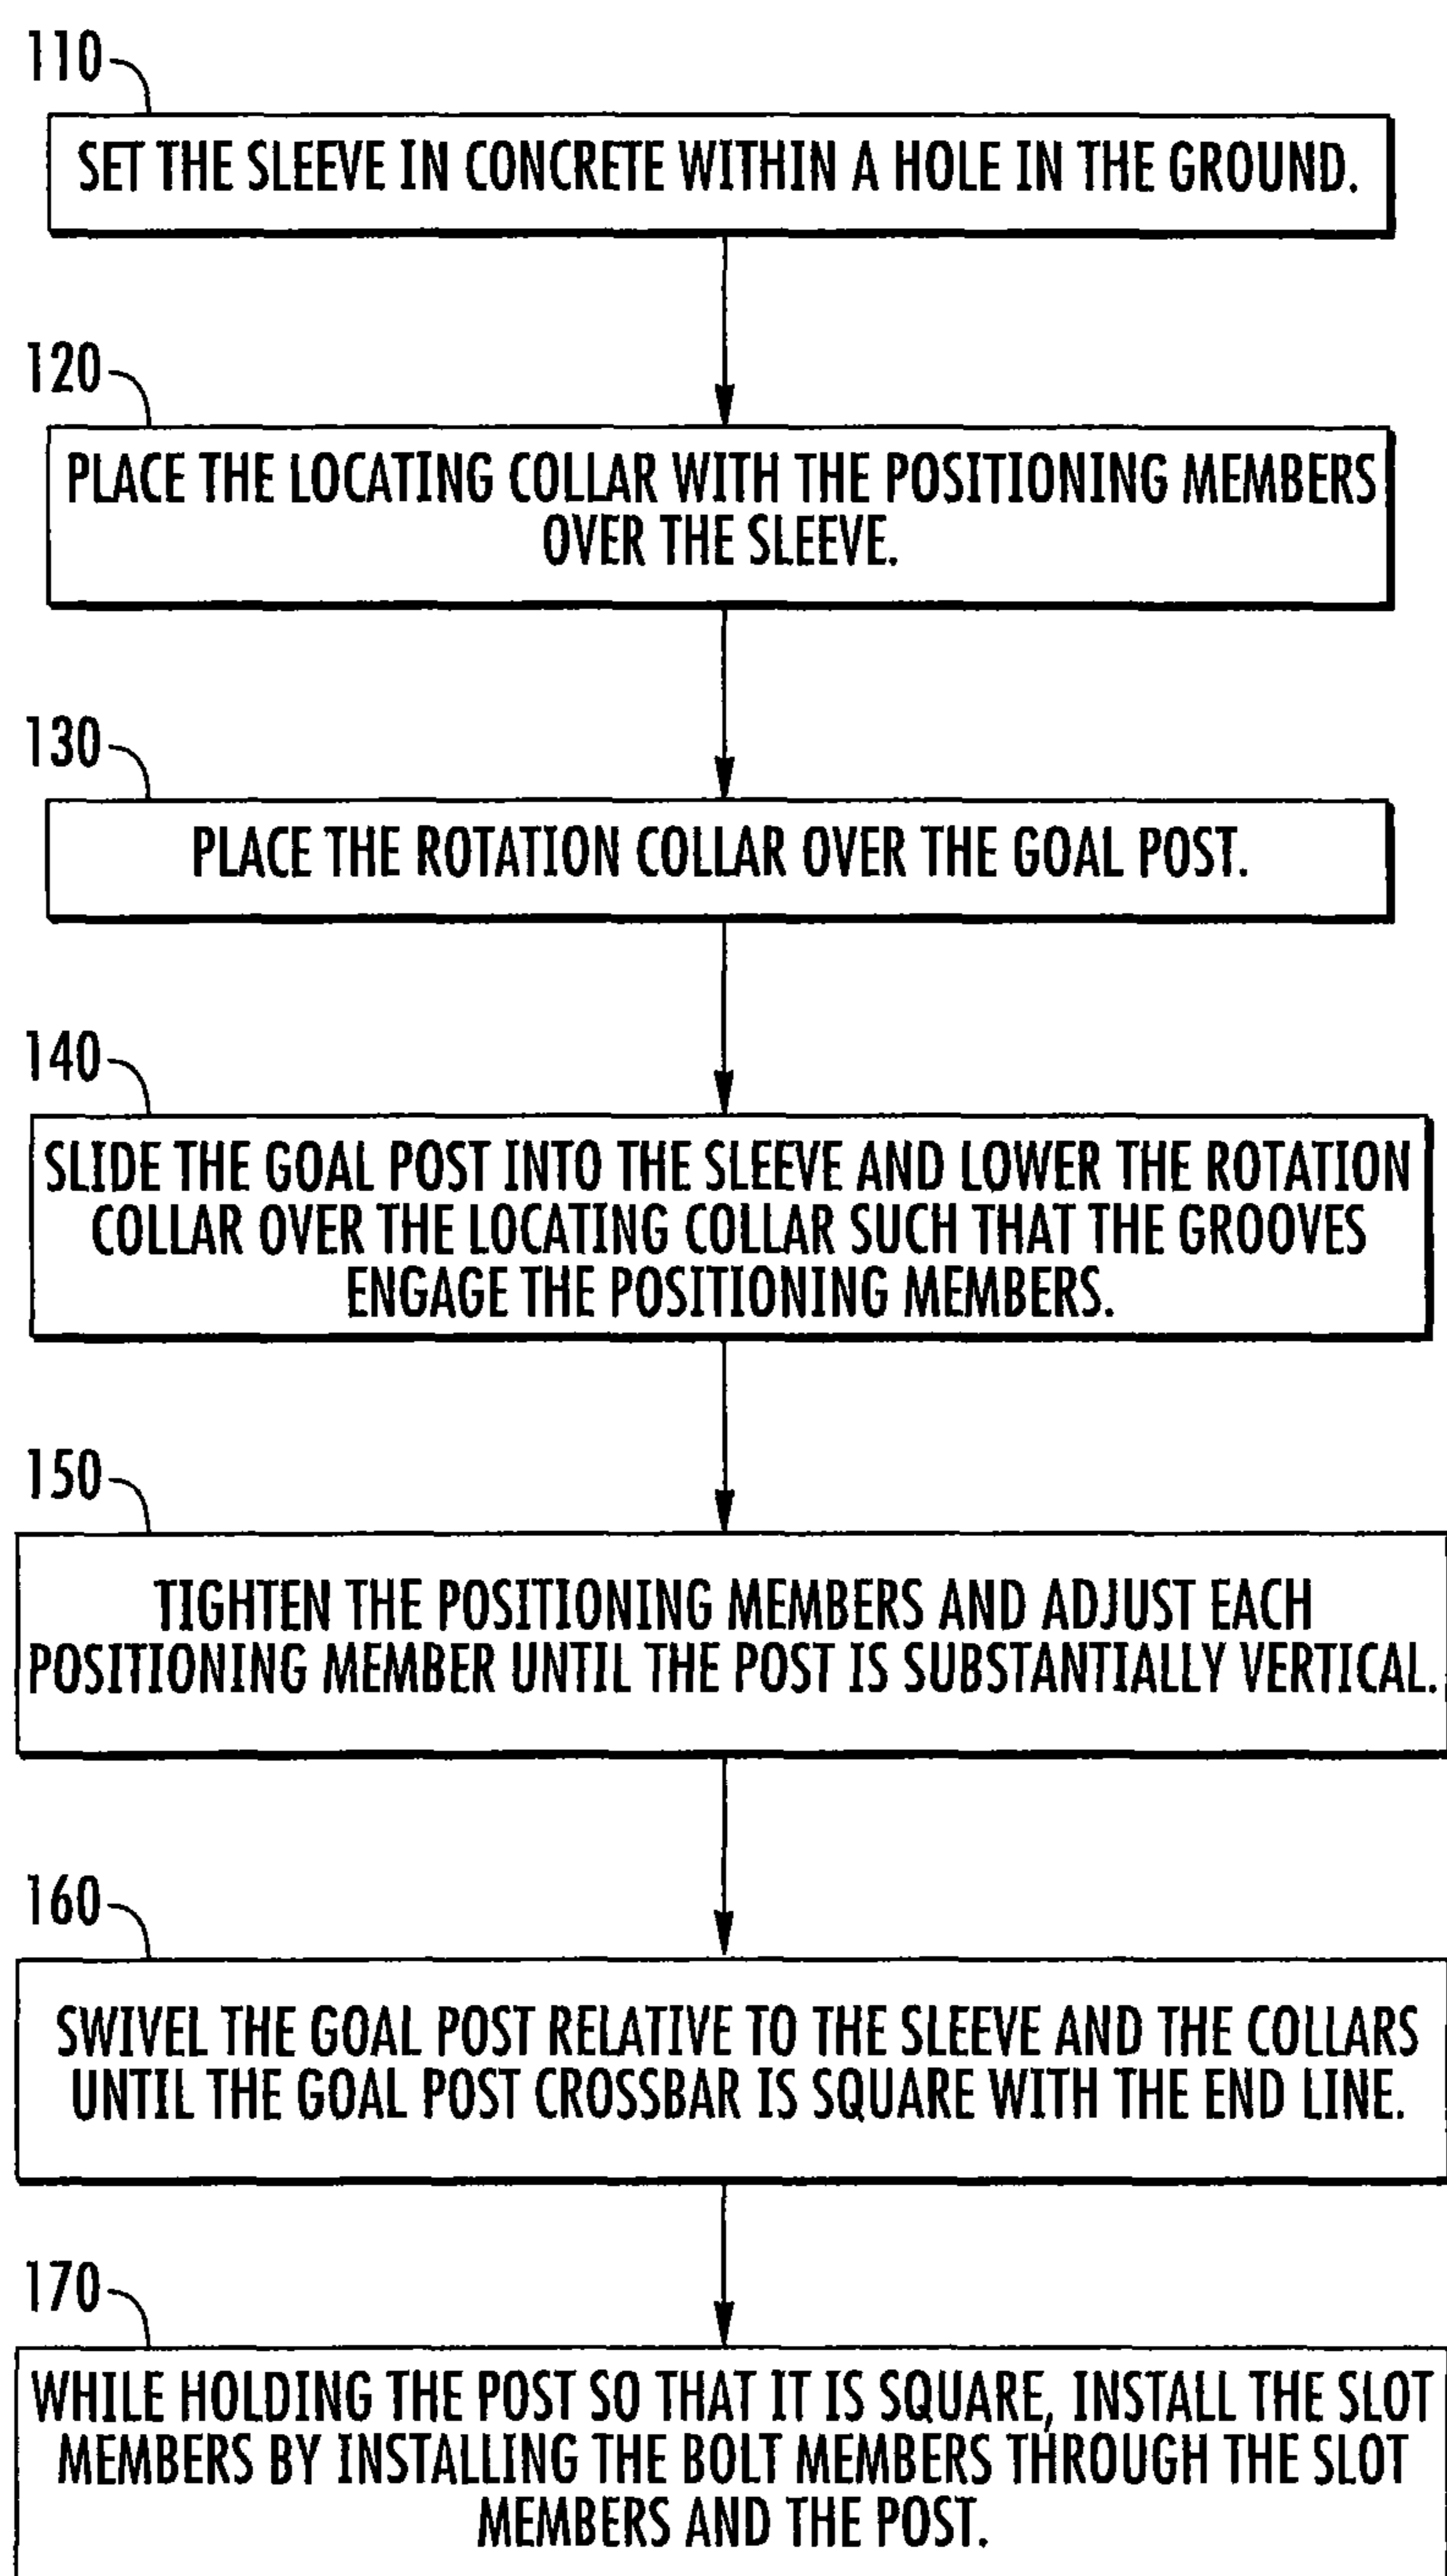 110
SET THE SLEEVE IN CONCRETE WITHIN A HOLE IN THE GROUND.
120
PLACE THE LOCATING COLLAR WITH THE POSITIONING MEMBERS
OVER THE SLEEVE.
130
PLACE THE ROTATION COLLAR OVER THE GOAL POST.
140
SLIDE THE GOAL POST INTO THE SLEEVE AND LOWER THE ROTATION
COLLAR OVER THE LOCATING COLLAR SUCH THAT THE GROOVES
ENGAGE THE POSITIONING MEMBERS.
150
TIGHTEN THE POSITIONING MEMBERS AND ADJUST EACH
POSITIONING MEMBER UNTIL THE POST IS SUBSTANTIALLY VERTICAL.
160
SWIVEL THE GOAL POST RELATIVE TO THE SLEEVE AND THE COLLARS
UNTIL THE GOAL POST CROSSBAR IS SQUARE WITH THE END LINE.
170
WHILE HOLDING THE POST SO THAT IT IS SQUARE, INSTALL THE SLOT
MEMBERS BY INSTALLING THE BOLT MEMBERS THROUGH THE SLOT
MEMBERS AND THE POST.